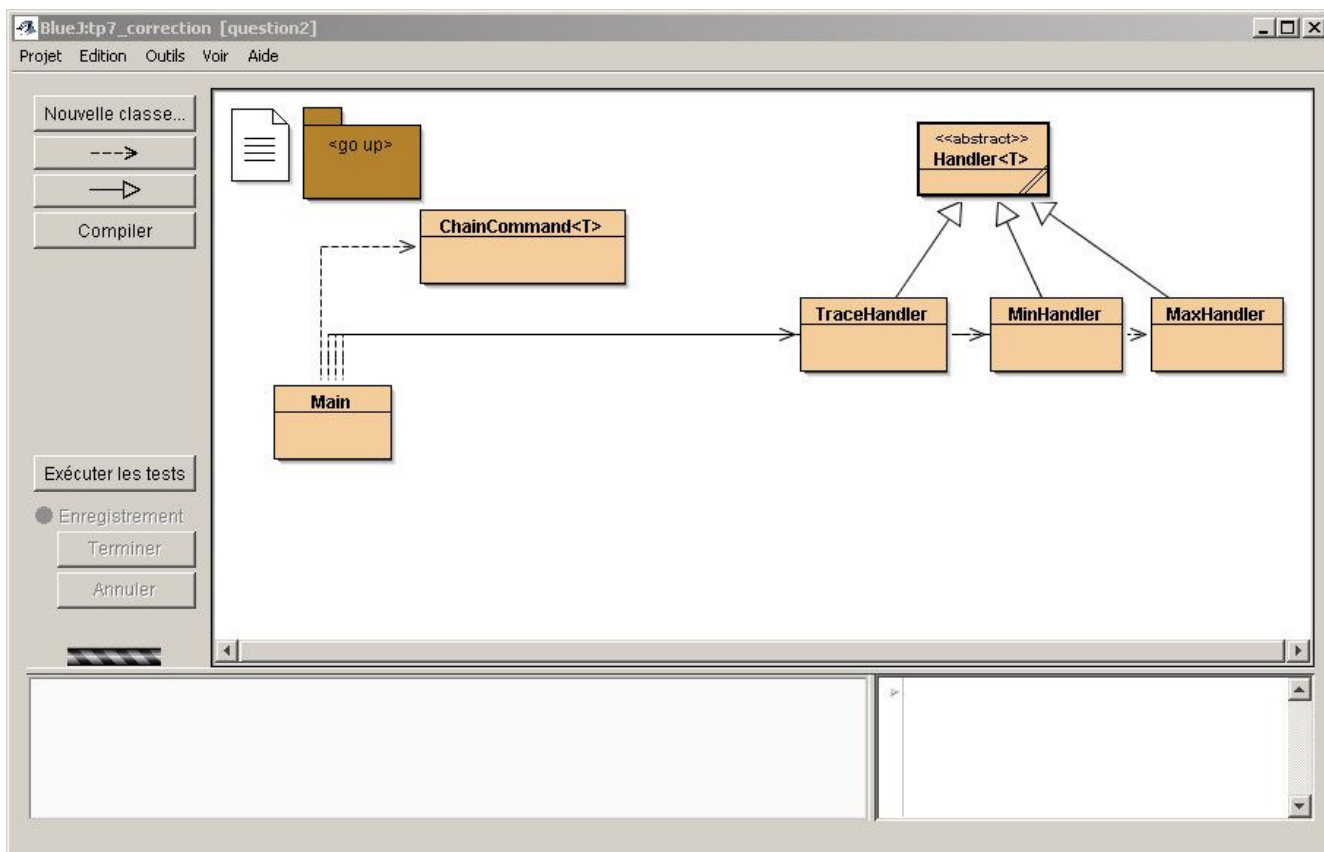 BlueJ:tp7_correction [question2]
Projet Edition Outils Voir Aide
Nouvelle classe...
Compiler
Exécuter les tests
Enregistrement
Terminer
Annuler
<go up>
ChainCommand<T>
<<abstract>>
Handler<T>
TraceHandler
MinHandler
MaxHandler
Main